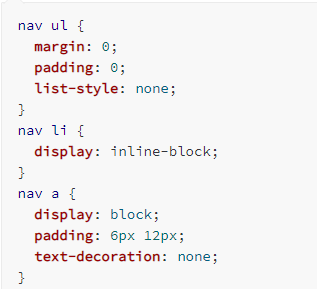 nav ul {
  margin: 0;
  padding: 0;
  list-style: none;
}
nav li {
  display: inline-block;
}
nav a {
  display: block;
  padding: 6px 12px;
  text-decoration: none;
}